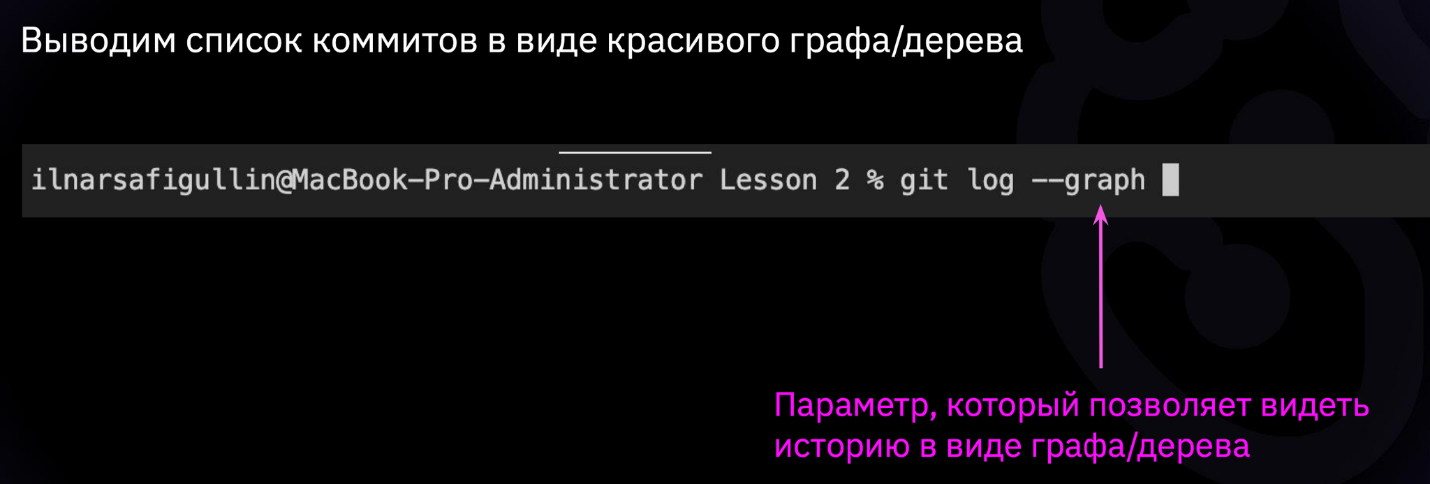 Выводим список коммитов в виде красивого графа/дерева
ilnarsafigullin@MacBook-Pro-Administrator Lesson 2 % git log --graph
Параметр, который позволяет видеть
историю в виде графа/дерева